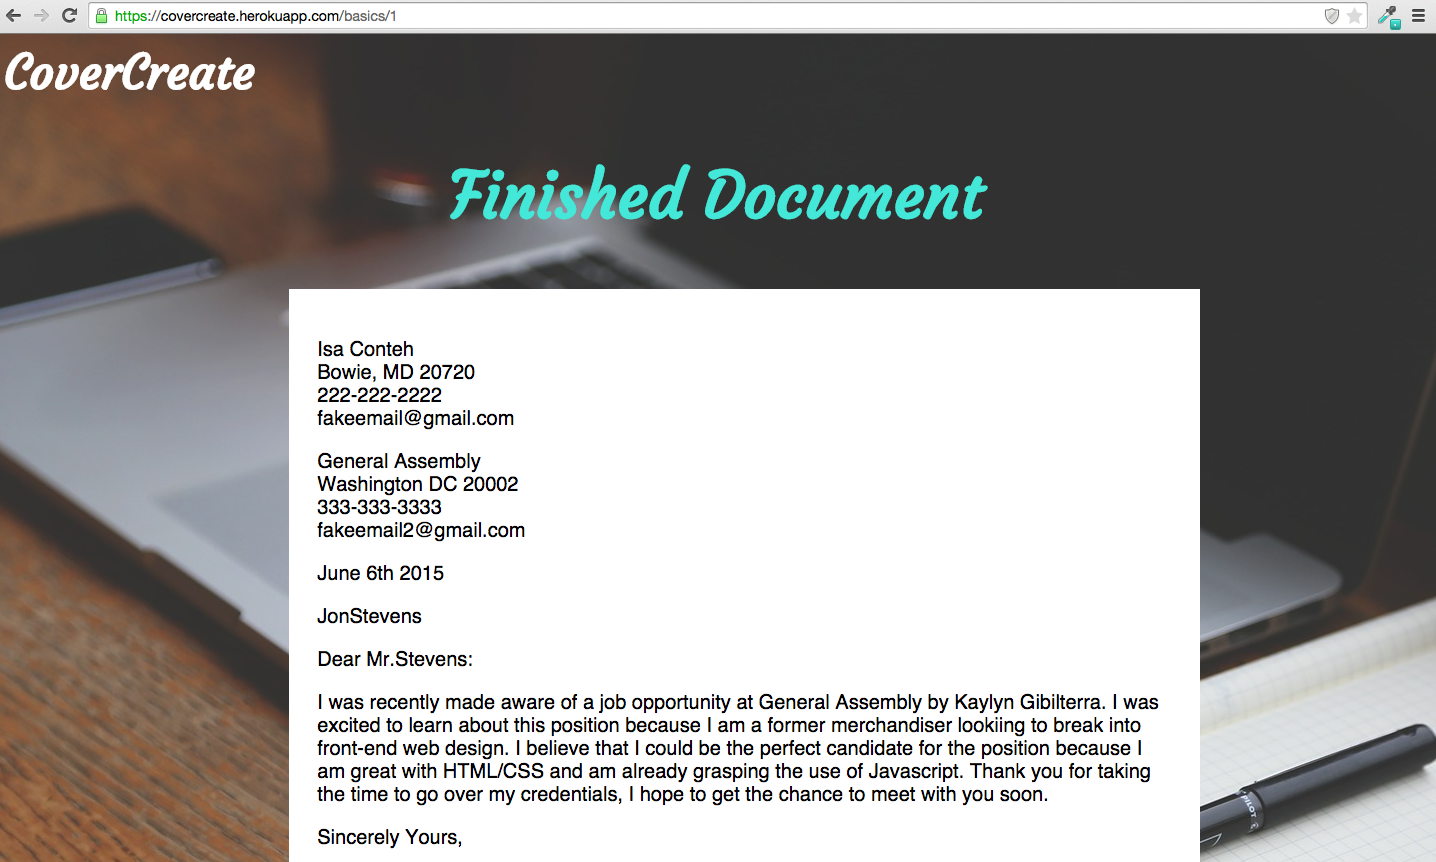 https://covercreate.herokuapp.com/basics/1
CoverCreate
Finished Document
Isa Conteh
Bowie, MD 20720
222-222-2222
fakeemail@gmail.com
General Assembly
Washington DC 20002
333-333-3333
fakeemail2@gmail.com
June 6th 2015
JonStevens
Dear Mr.Stevens:
I was recently made aware of a job opportunity at General Assembly by Kaylyn Gibilterra. I was
excited to learn about this position because I am a former merchandiser lookiing to break into
front-end web design. I believe that I could be the perfect candidate for the position because I
am great with HTML/CSS and am already grasping the use of Javascript. Thank you for taking
the time to go over my credentials, I hope to get the chance to meet with you soon.
Sincerely Yours,
PILOT